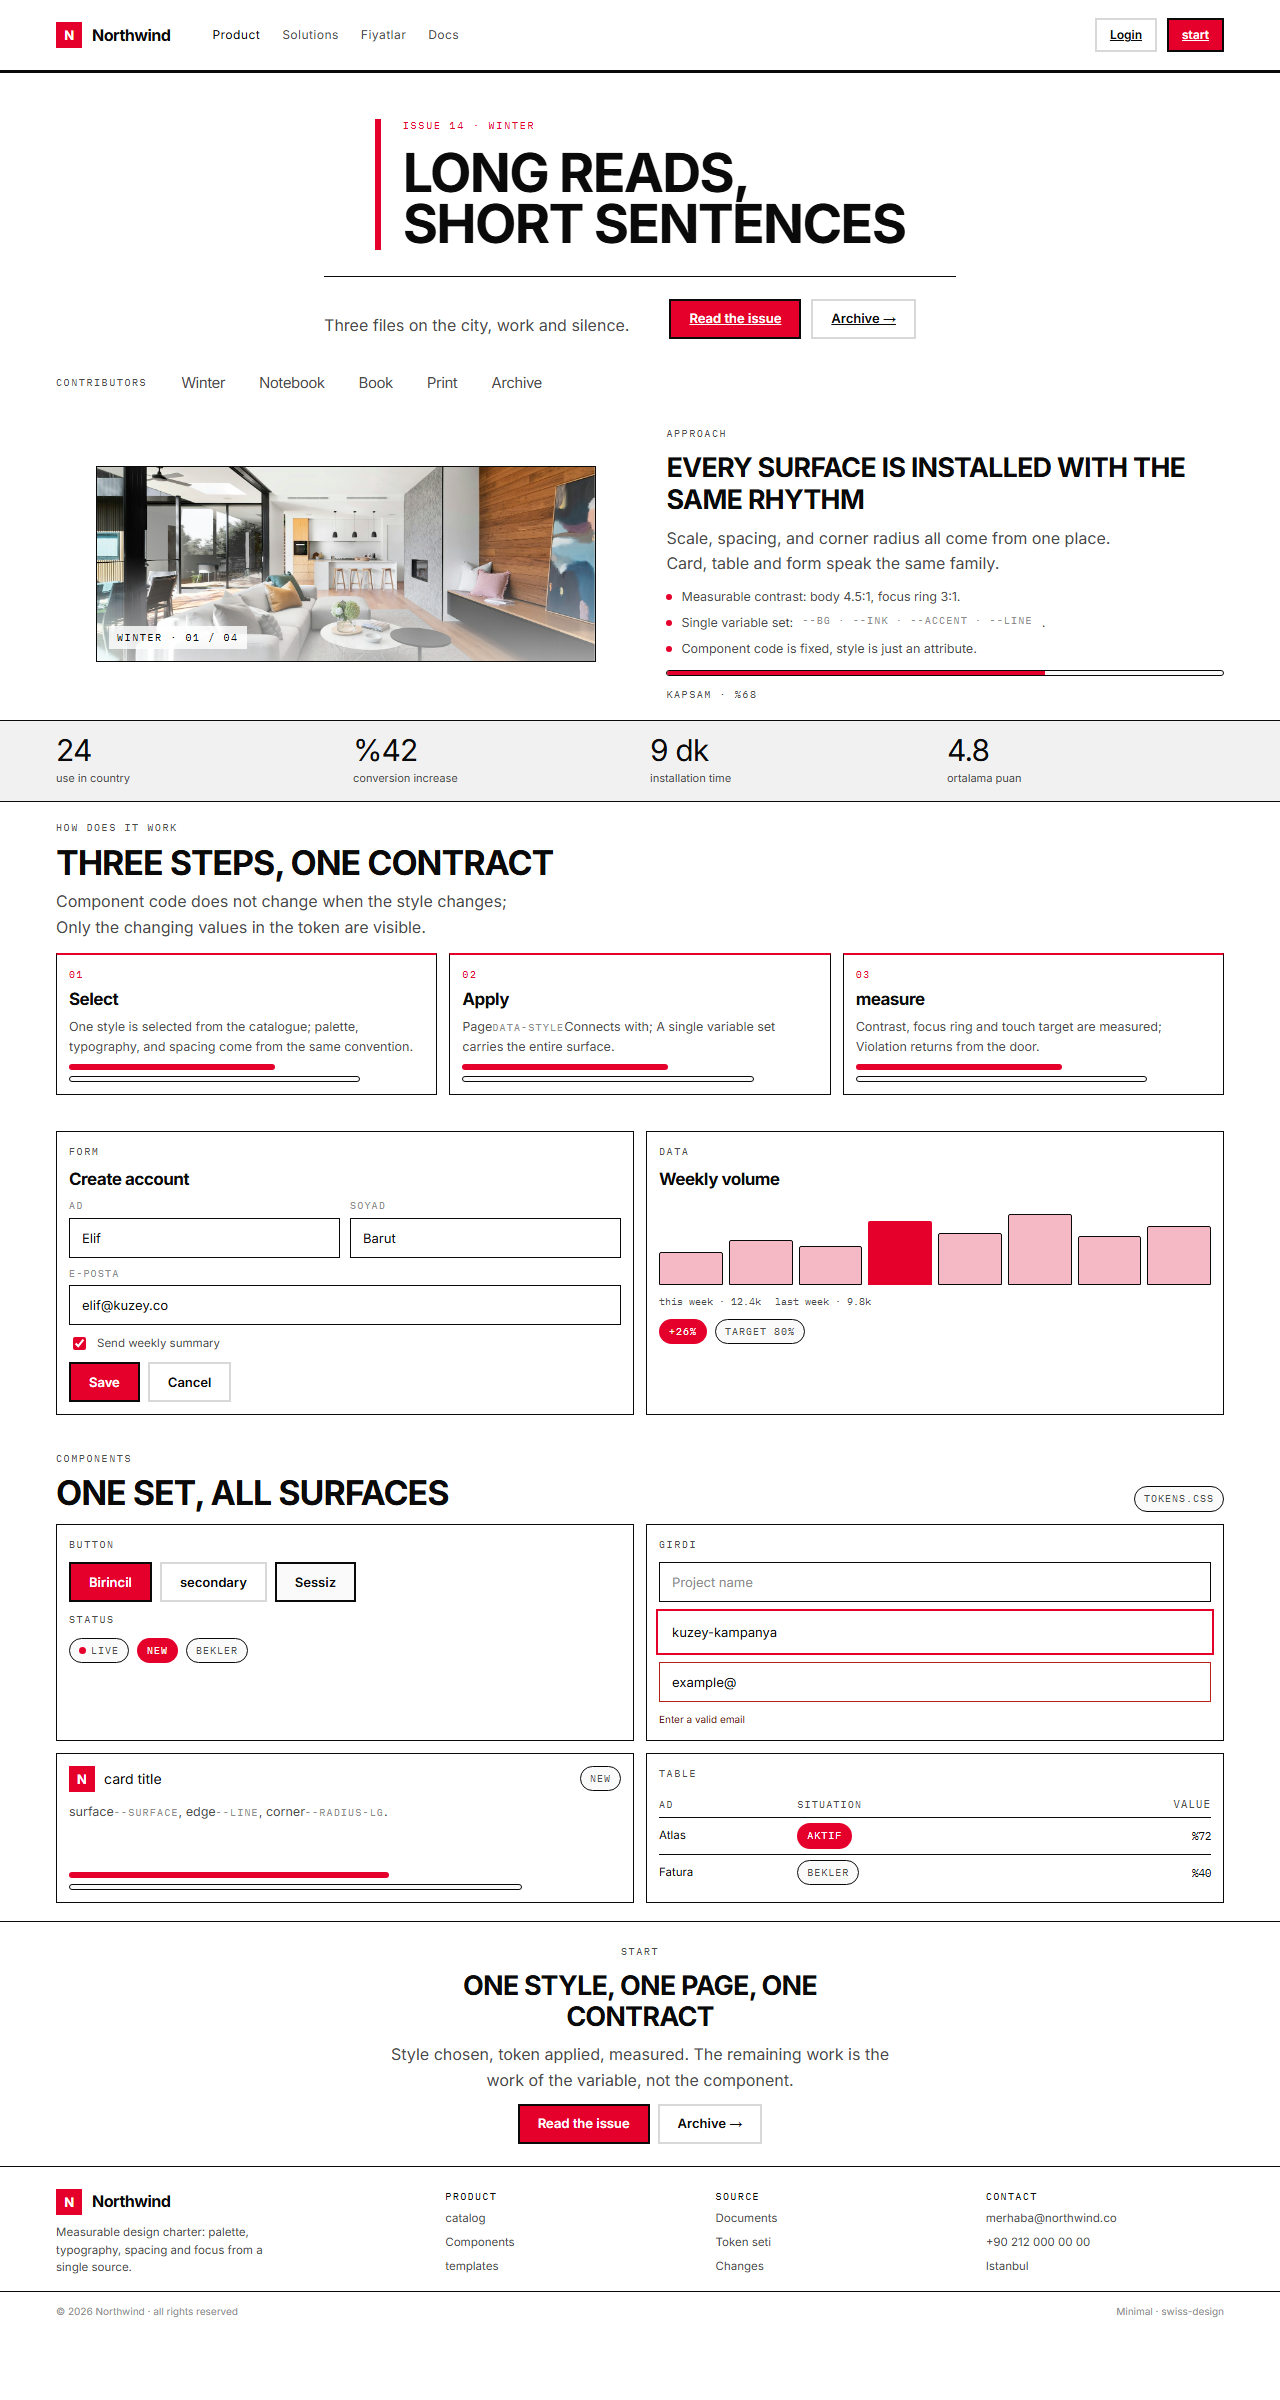 N Northwind Product Solutions Fiyatlar Docs Login start
ISSUE 14 · WINTER
LONG READS,
SHORT SENTENCES
Three files on the city, work and silence.
Read the issue Archive →
CONTRIBUTORS Winter Notebook Book Print Archive
WINTER · 01 / 04
APPROACH
EVERY SURFACE IS INSTALLED WITH THE
SAME RHYTHM
Scale, spacing, and corner radius all come from one place.
Card, table and form speak the same family.
Measurable contrast: body 4.5:1, focus ring 3:1.
Single variable set: --BG · --INK · --ACCENT · --LINE .
Component code is fixed, style is just an attribute.
KAPSAM · %68
24
use in country
%42
conversion increase
9 dk
installation time
4.8
ortalama puan
HOW DOES IT WORK
THREE STEPS, ONE CONTRACT
Component code does not change when the style changes;
Only the changing values in the token are visible.
01
Select
One style is selected from the catalogue; palette,
typography, and spacing come from the same convention.
02
Apply
PageDATA-STYLEConnects with; A single variable set
carries the entire surface.
03
measure
Contrast, focus ring and touch target are measured;
Violation returns from the door.
FORM
Create account
AD SOYAD
Elif Barut
E-POSTA
elif@kuzey.co
Send weekly summary
Save Cancel
DATA
Weekly volume
this week · 12.4k last week · 9.8k
+26% TARGET 80%
COMPONENTS
ONE SET, ALL SURFACES
TOKENS.CSS
BUTTON
Birincil secondary Sessiz
STATUS
LIVE NEW BEKLER
GIRDI
Project name
kuzey-kampanya
example@
Enter a valid email
N card title NEW
surface--SURFACE, edge--LINE, corner--RADIUS-LG.
TABLE
AD SITUATION VALUE
Atlas AKTIF %72
Fatura BEKLER %40
START
ONE STYLE, ONE PAGE, ONE
CONTRACT
Style chosen, token applied, measured. The remaining work is the
work of the variable, not the component.
Read the issue Archive →
N Northwind
Measurable design charter: palette,
typography, spacing and focus from a
single source.
PRODUCT
catalog
Components
templates
SOURCE
Documents
Token seti
Changes
CONTACT
merhaba@northwind.co
+90 212 000 00 00
Istanbul
© 2026 Northwind · all rights reserved
Minimal · swiss-design